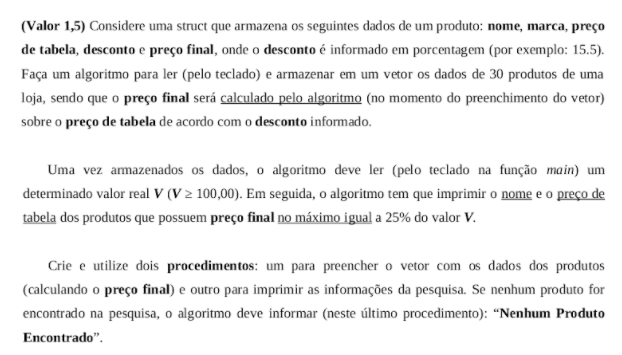 (Valor 1,5) Considere uma struct que armazena os seguintes dados de um produto: nome, marca, preço
de tabela, desconto e preço final, onde o desconto é informado em porcentagem (por exemplo: 15.5).
Faça um algoritmo para ler (pelo teclado) e armazenar em um vetor os dados de 30 produtos de uma
loja, sendo que o preço final será calculado pelo algoritmo (no momento do preenchimento do vetor)
sobre o preço de tabela de acordo com o desconto informado.
Uma vez armazenados os dados, o algoritmo deve ler (pelo teclado na função main) um
determinado valor real V (V ≥ 100,00). Em seguida, o algoritmo tem que imprimir o nome e o preço de
tabela dos produtos que possuem preço final no máximo igual a 25% do valor V.
Crie e utilize dois procedimentos: um para preencher o vetor com os dados dos produtos
(calculando o preço final) e outro para imprimir as informações da pesquisa. Se nenhum produto for
encontrado na pesquisa, o algoritmo deve informar (neste último procedimento): “Nenhum Produto
Encontrado”.